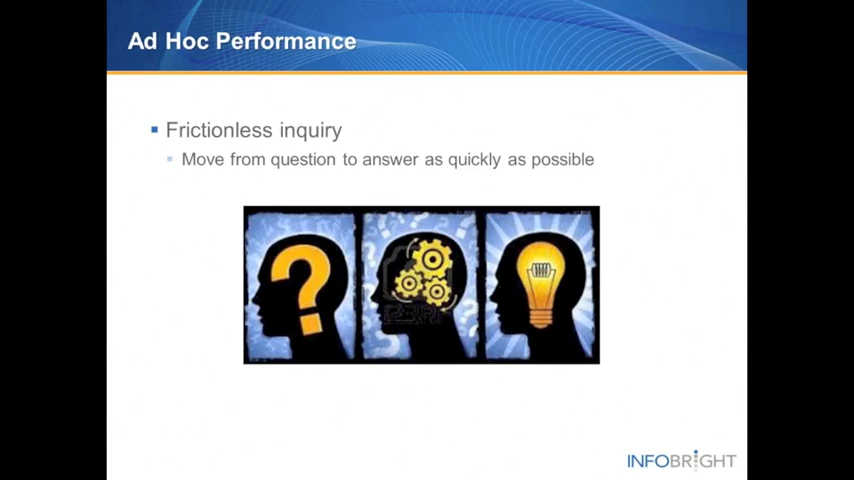 Ad Hoc Performance
Frictionless inquiry
Move from question to answer as quickly as possible
INFOBRIGHT